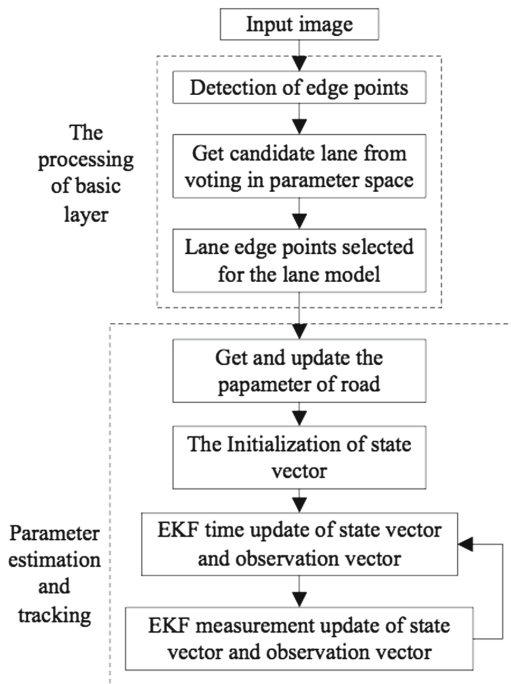 Input image
Detection of edge points
The
processing
of basic
layer
Get candidate lane from
voting in parameter space
Lane edge points selected
for the lane model
Get and update the
papameter of road
The Initialization of state
vector
Parameter
estimation
and
tracking
EKF time update of state vector
and observation vector
EKF measurement update of state
vector and observation vector